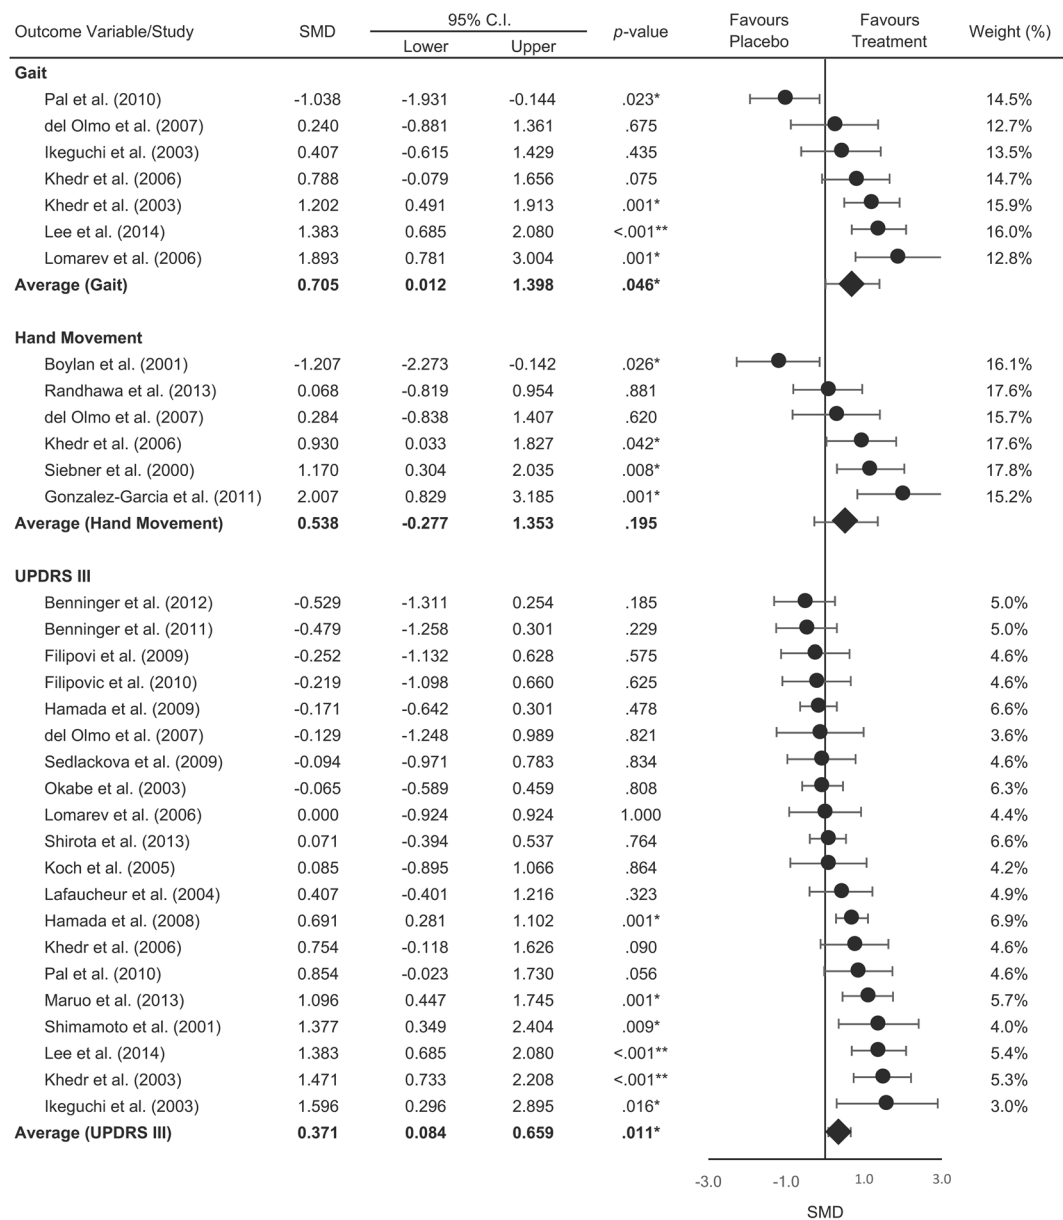 Outcome Variable/Study SMD 95% C.I. p-value Favours Placebo Favours Treatment Weight (%)
Lower Upper
Gait
Pal et al. (2010) -1.038 -1.931 -0.144 .023* 14.5%
del Olmo et al. (2007) 0.240 -0.881 1.361 .675 12.7%
Ikeguchi et al. (2003) 0.407 -0.615 1.429 .435 13.5%
Khedr et al. (2006) 0.788 -0.079 1.656 .075 14.7%
Khedr et al. (2003) 1.202 0.491 1.913 .001* 15.9%
Lee et al. (2014) 1.383 0.685 2.080 <.001** 16.0%
Lomarev et al. (2006) 1.893 0.781 3.004 .001* 12.8%
Average (Gait) 0.705 0.012 1.398 .046*
Hand Movement
Boylan et al. (2001) -1.207 -2.273 -0.142 .026* 16.1%
Randhawa et al. (2013) 0.068 -0.819 0.954 .881 17.6%
del Olmo et al. (2007) 0.284 -0.838 1.407 .620 15.7%
Khedr et al. (2006) 0.930 0.033 1.827 .042* 17.6%
Siebner et al. (2000) 1.170 0.304 2.035 .008* 17.8%
Gonzalez-Garcia et al. (2011) 2.007 0.829 3.185 .001* 15.2%
Average (Hand Movement) 0.538 -0.277 1.353 .195
UPDRS III
Benninger et al. (2012) -0.529 -1.311 0.254 .185 5.0%
Benninger et al. (2011) -0.479 -1.258 0.301 .229 5.0%
Filipovi et al. (2009) -0.252 -1.132 0.628 .575 4.6%
Filipovic et al. (2010) -0.219 -1.098 0.660 .625 4.6%
Hamada et al. (2009) -0.171 -0.642 0.301 .478 6.6%
del Olmo et al. (2007) -0.129 -1.248 0.989 .821 3.6%
Sedlackova et al. (2009) -0.094 -0.971 0.783 .834 4.6%
Okabe et al. (2003) -0.065 -0.589 0.459 .808 6.3%
Lomarev et al. (2006) 0.000 -0.924 0.924 1.000 4.4%
Shirota et al. (2013) 0.071 -0.394 0.537 .764 6.6%
Koch et al. (2005) 0.085 -0.895 1.066 .864 4.2%
Lafaucheur et al. (2004) 0.407 -0.401 1.216 .323 4.9%
Hamada et al. (2008) 0.691 0.281 1.102 .001* 6.9%
Khedr et al. (2006) 0.754 -0.118 1.626 .090 4.6%
Pal et al. (2010) 0.854 -0.023 1.730 .056 4.6%
Maruo et al. (2013) 1.096 0.447 1.745 .001* 5.7%
Shimamoto et al. (2001) 1.377 0.349 2.404 .009* 4.0%
Lee et al. (2014) 1.383 0.685 2.080 <.001** 5.4%
Khedr et al. (2003) 1.471 0.733 2.208 <.001** 5.3%
Ikeguchi et al. (2003) 1.596 0.296 2.895 .016* 3.0%
Average (UPDRS III) 0.371 0.084 0.659 .011*
-3.0 -1.0 1.0 3.0
SMD